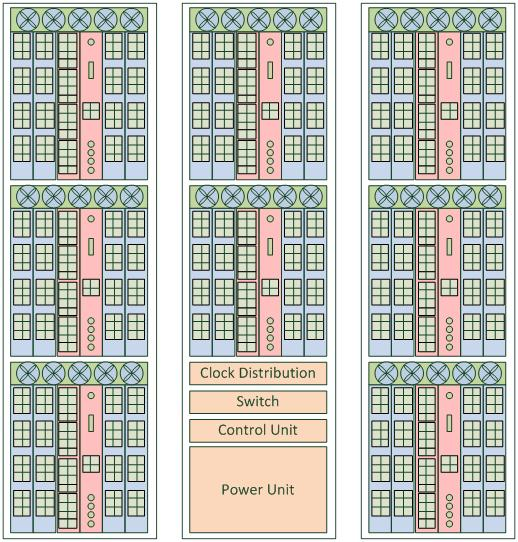 Clock Distribution
Switch
Control Unit
Power Unit